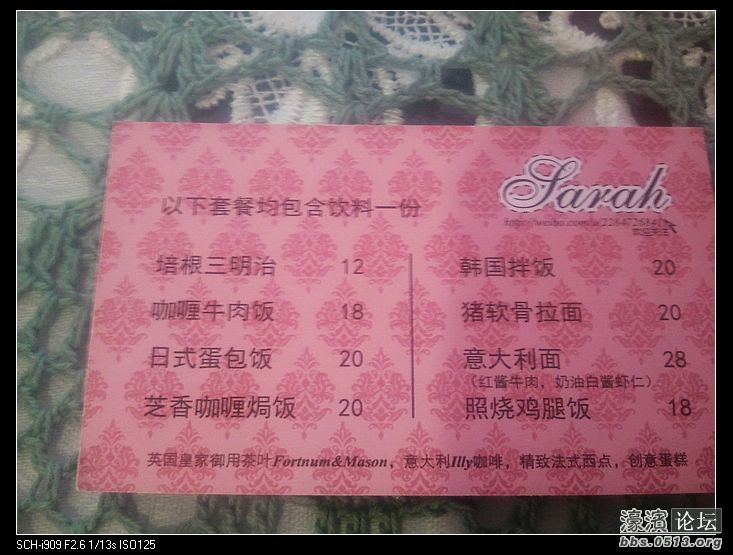 Sarah
欢迎关注
以下套餐均包含饮料一份
培根三明治 12
咖喱牛肉饭 18
日式蛋包饭 20
芝香咖喱焗饭 20
韩国拌饭 20
猪软骨拉面 20
意大利面 28
（红酱牛肉，奶油白酱虾仁）
照烧鸡腿饭 18
英国皇家御用茶叶Fortnum&Mason、意大利Illy咖啡，精致法式西点，创意蛋糕
濠滨论坛
bbs.0513.org
SCH-i909 F2.6 1/13s ISO125